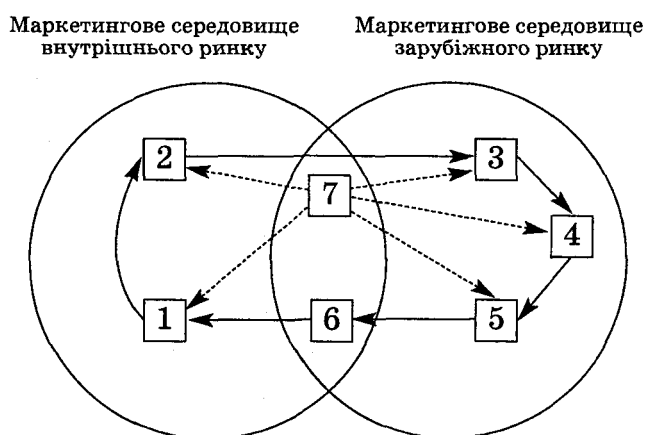 Маркетингове середовище
внутрішнього ринку
Маркетингове середовище
зарубіжного ринку
2
3
7
4
1
6
5